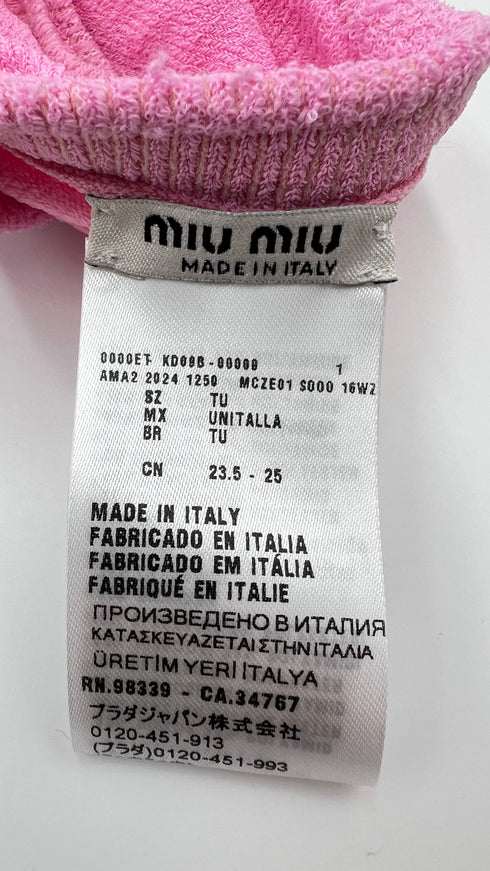 MIU MIU
MADE IN ITALY
0000ET KD00B-00000 1
AMA2 2024 1250 MCZE01 S000 16WZ
SZ TU
MX UNITALLA
BR TU
CN 23.5 - 25
MADE IN ITALY
FABRICADO EN ITALIA
FABRICADO EM ITÁLIA
FABRIQUÉ EN ITALIE
ПРОИЗВЕДЕНО В ИТАЛИЯ
ΚΑΤΑΣΚΕΥΑΖΕΤΑΙ ΣΤΗΝ ΙΤΑΛΙΑ
ÜRETİM YERİ İTALYA
RN.98339 - CA.34767
プラダジャパン株式会社
0120-451-913
(プラダ)0120-451-993